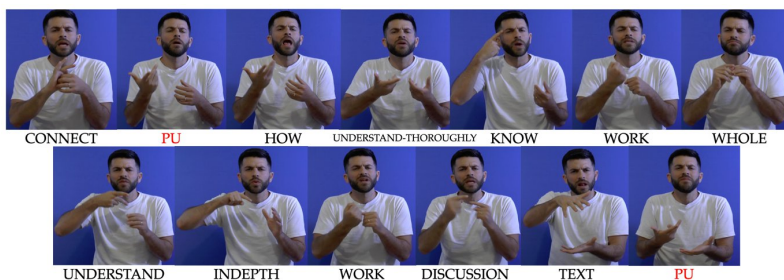 CONNECT PU HOW UNDERSTAND-THOROUGHLY KNOW WORK WHOLE
UNDERSTAND INDEPTH WORK DISCUSSION TEXT PU